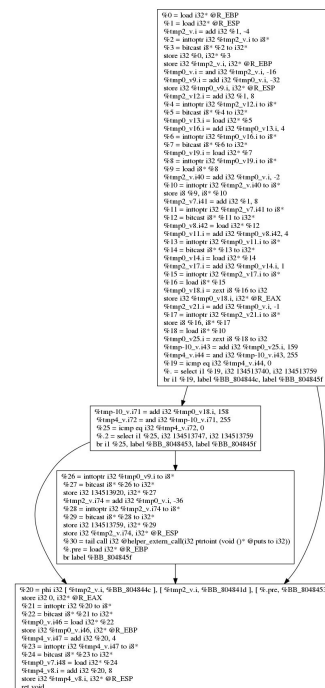 %0 = load i32* @R_EBP
%1 = load i32* @R_ESP
%tmp2_v.i = add i32 %1, -4
%2 = inttoptr i32 %tmp2_v.i to i8*
%3 = bitcast i8* %2 to i32*
store i32 %0, i32* %3
store i32 %tmp2_v.i, i32* @R_EBP
%tmp0_v.i = and i32 %tmp2_v.i, -16
%tmp0_v9.i = add i32 %tmp0_v.i, -32
store i32 %tmp0_v9.i, i32* @R_ESP
%tmp2_v12.i = add i32 %1, 8
%4 = inttoptr i32 %tmp2_v12.i to i8*
%5 = bitcast i8* %4 to i32*
%tmp0_v13.i = load i32* %5
%tmp0_v16.i = add i32 %tmp0_v13.i, 4
%6 = inttoptr i32 %tmp0_v16.i to i8*
%7 = bitcast i8* %6 to i32*
%tmp0_v19.i = load i32* %7
%8 = inttoptr i32 %tmp0_v19.i to i8*
%9 = load i8* %8
%tmp2_v.i40 = add i32 %tmp0_v.i, -2
%10 = inttoptr i32 %tmp2_v.i40 to i8*
store i8 %9, i8* %10
%tmp2_v7.i41 = add i32 %1, 8
%11 = inttoptr i32 %tmp2_v7.i41 to i8*
%12 = bitcast i8* %11 to i32*
%tmp0_v8.i42 = load i32* %12
%tmp0_v11.i = add i32 %tmp0_v8.i42, 4
%13 = inttoptr i32 %tmp0_v11.i to i8*
%14 = bitcast i8* %13 to i32*
%tmp0_v14.i = load i32* %14
%tmp2_v17.i = add i32 %tmp0_v14.i, 1
%15 = inttoptr i32 %tmp2_v17.i to i8*
%16 = load i8* %15
%tmp0_v18.i = zext i8 %16 to i32
store i32 %tmp0_v18.i, i32* @R_EAX
%tmp2_v21.i = add i32 %tmp0_v.i, -1
%17 = inttoptr i32 %tmp2_v21.i to i8*
store i8 %16, i8* %17
%18 = load i8* %10
%tmp0_v25.i = zext i8 %18 to i32
%tmp-10_v.i43 = add i32 %tmp0_v25.i, 159
%tmp4_v.i44 = and i32 %tmp-10_v.i43, 255
%19 = icmp eq i32 %tmp4_v.i44, 0
%. = select i1 %19, i32 134513740, i32 134513759
br i1 %19, label %BB_804844c, label %BB_804845f
%tmp-10_v.i71 = add i32 %tmp0_v18.i, 158
%tmp4_v.i72 = and i32 %tmp-10_v.i71, 255
%25 = icmp eq i32 %tmp4_v.i72, 0
%.2 = select i1 %25, i32 134513747, i32 134513759
br i1 %25, label %BB_8048453, label %BB_804845f
%26 = inttoptr i32 %tmp0_v9.i to i8*
%27 = bitcast i8* %26 to i32*
store i32 134513920, i32* %27
%tmp2_v.i74 = add i32 %tmp0_v.i, -36
%28 = inttoptr i32 %tmp2_v.i74 to i8*
%29 = bitcast i8* %28 to i32*
store i32 134513759, i32* %29
store i32 %tmp2_v.i74, i32* @R_ESP
%30 = tail call i32 @helper_extern_call(i32 ptrtoint (void ()* @puts to i32))
%.pre = load i32* @R_EBP
br label %BB_804845f
%20 = phi i32 [ %tmp2_v.i, %BB_804844c ], [ %tmp2_v.i, %BB_804841d ], [ %.pre, %BB_8048453
store i32 0, i32* @R_EAX
%21 = inttoptr i32 %20 to i8*
%22 = bitcast i8* %21 to i32*
%tmp0_v.i46 = load i32* %22
store i32 %tmp0_v.i46, i32* @R_EBP
%tmp4_v.i47 = add i32 %20, 4
%23 = inttoptr i32 %tmp4_v.i47 to i8*
%24 = bitcast i8* %23 to i32*
%tmp0_v7.i48 = load i32* %24
%tmp4_v8.i = add i32 %20, 8
store i32 %tmp4_v8.i, i32* @R_ESP
ret void